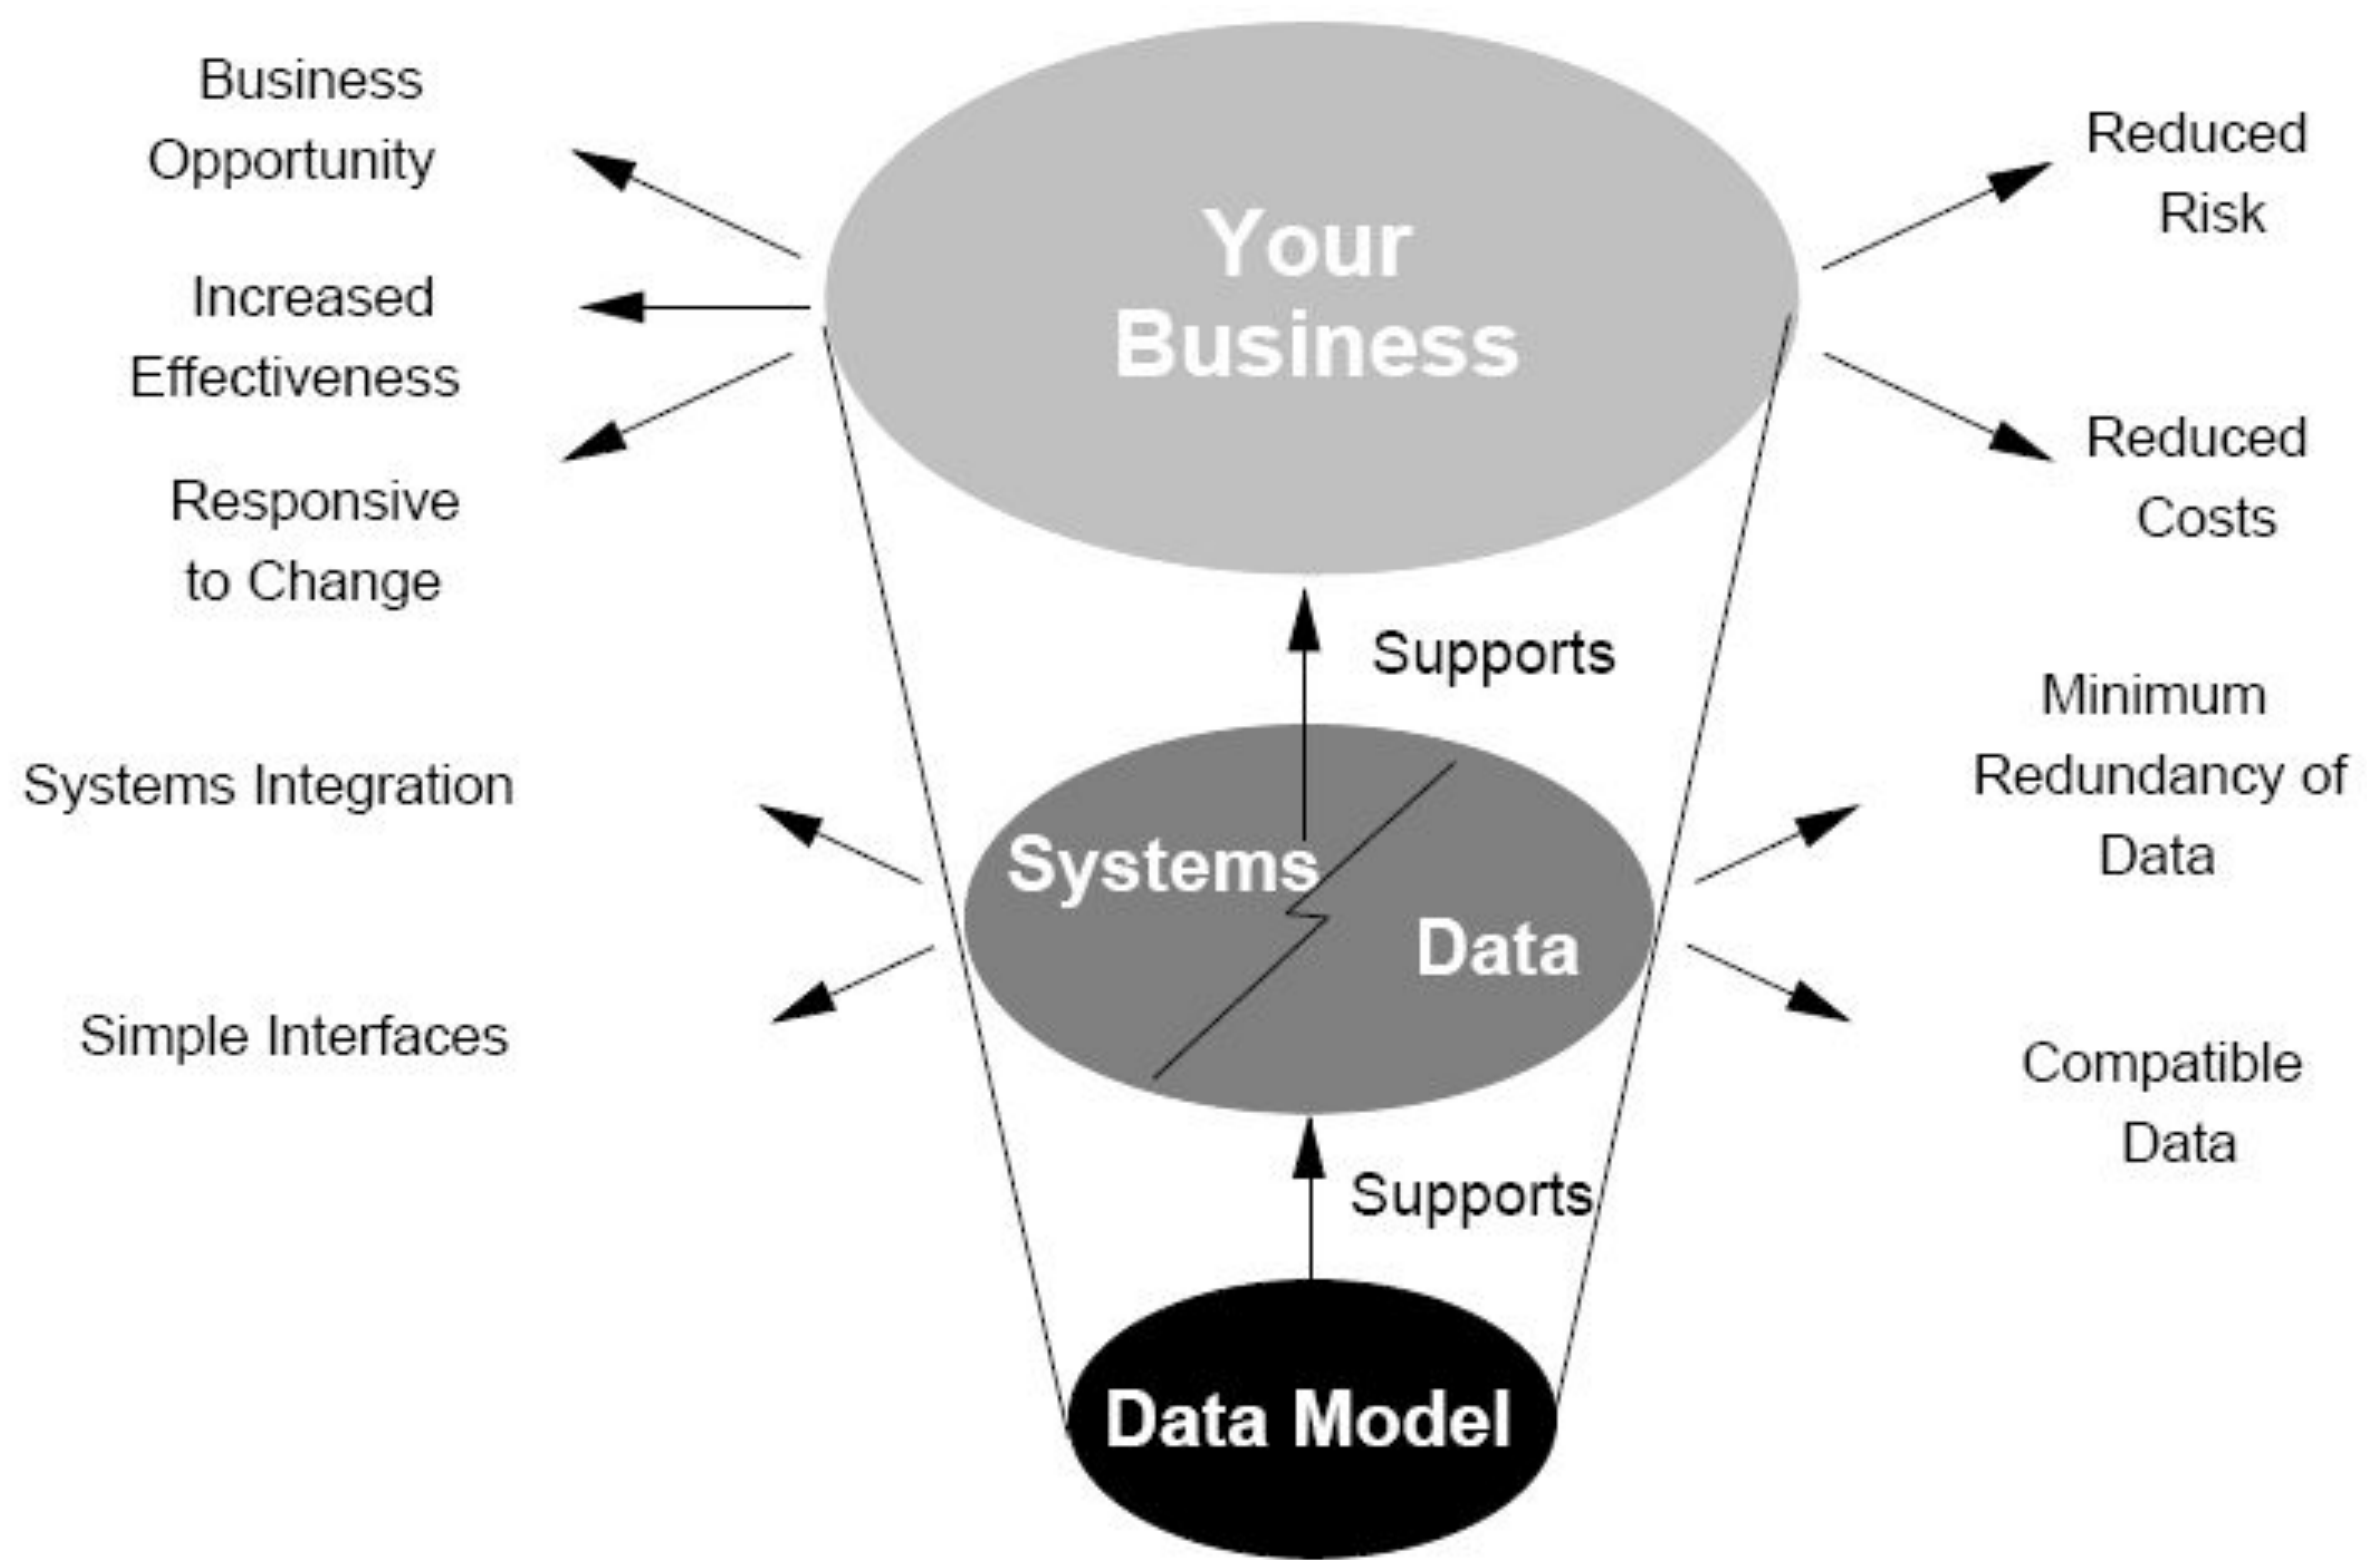 Business
Opportunity
Increased
Effectiveness
Responsive
to Change
Your
Business
Reduced
Risk
Reduced
Costs
Supports
Systems Integration
Simple Interfaces
Systems
Data
Minimum
Redundancy of
Data
Compatible
Data
Supports
Data Model